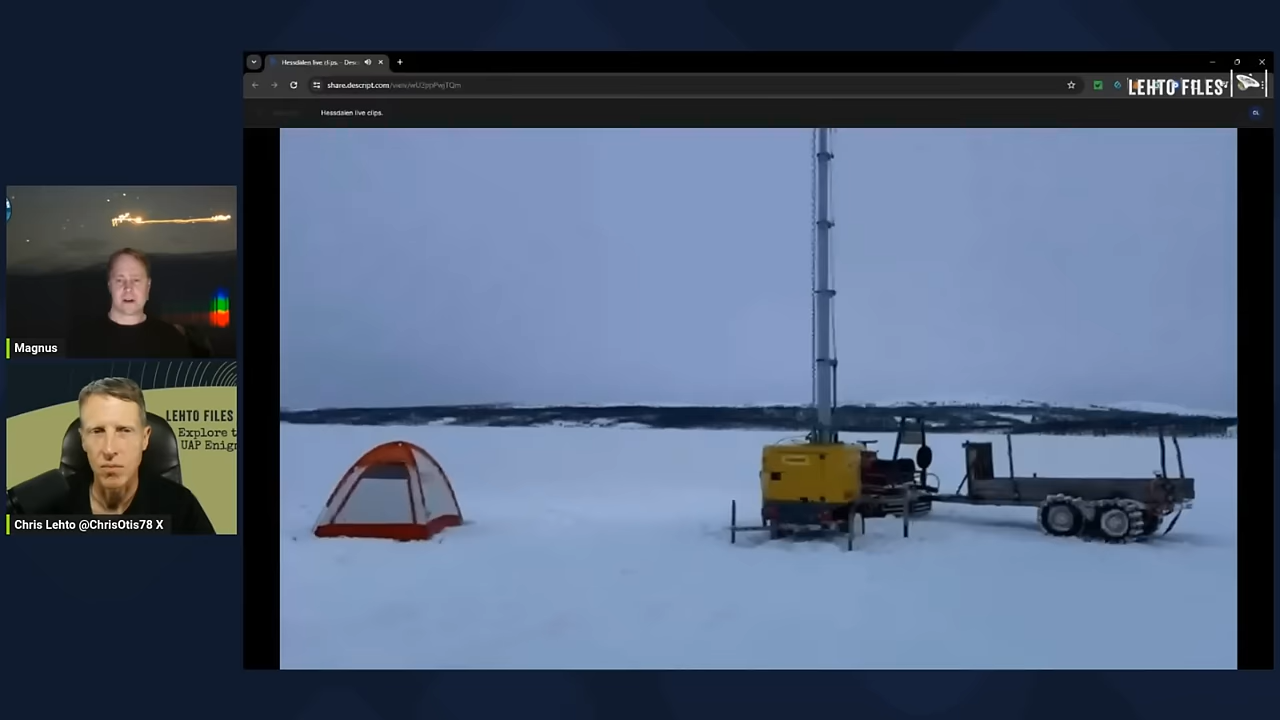 Hessdalen live clips. - Desc
share.descript.com
LEHTO FILES
Hessdalen live clips.
DL
Magnus
LEHTO FILES
Explore t
UAP Enig
Chris Lehto @ChrisOtis78 X